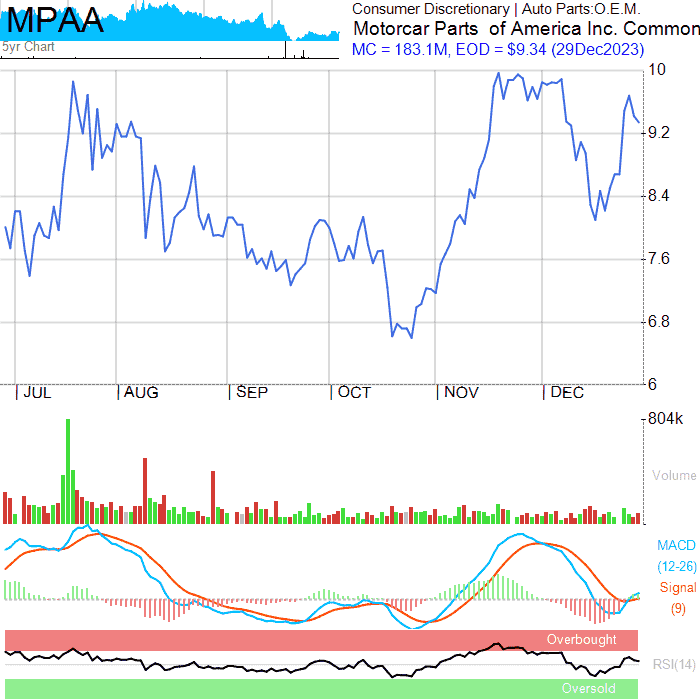 MPAA
5yr Chart
Consumer Discretionary | Auto Parts:O.E.M.
Motorcar Parts of America Inc. Common
MC = 183.1M, EOD = $9.34 (29Dec2023)
10
9.2
8.4
7.6
6.8
6
JUL AUG SEP OCT NOV DEC
804k
Volume
MACD
(12-26)
Signal
(9)
Overbought
RSI(14)
Oversold